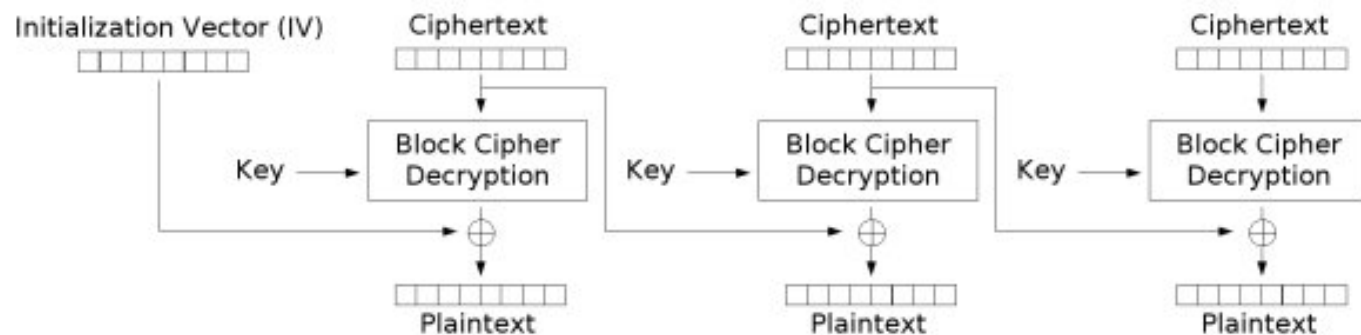 Initialization Vector (IV)
Ciphertext
Ciphertext
Ciphertext
Key
Block Cipher
Decryption
Key
Block Cipher
Decryption
Key
Block Cipher
Decryption
Plaintext
Plaintext
Plaintext